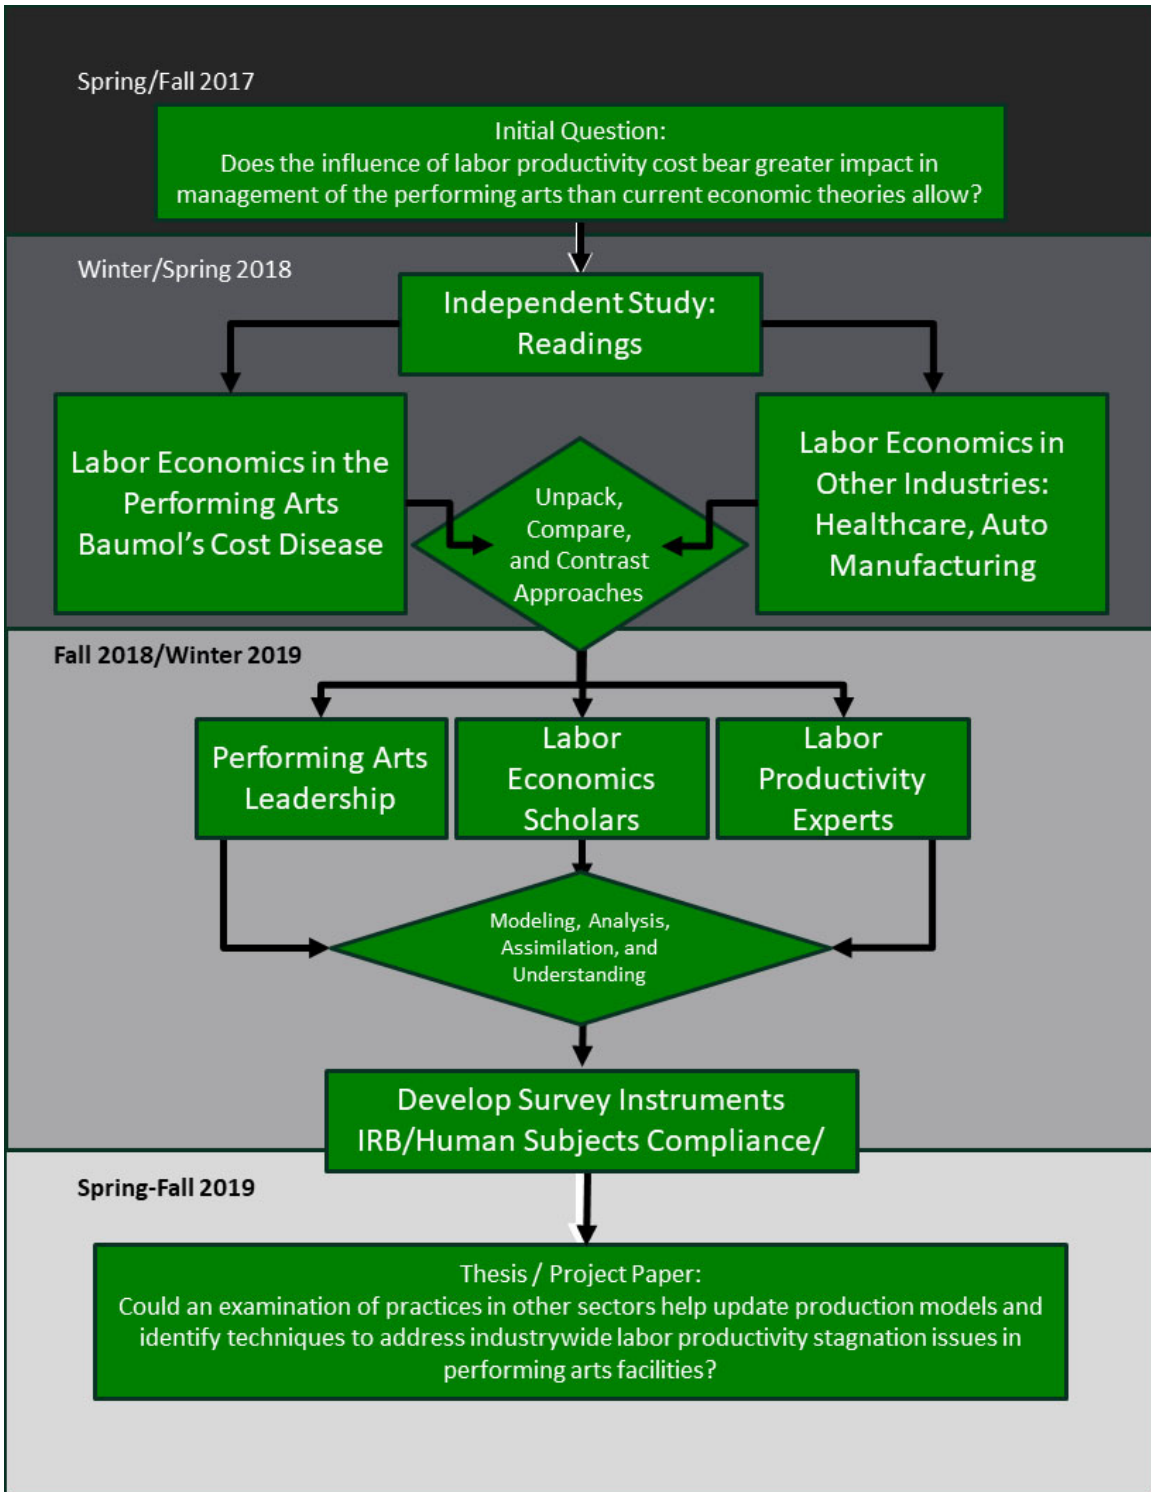 Spring/Fall 2017
Initial Question:
Does the influence of labor productivity cost bear greater impact in
management of the performing arts than current economic theories allow?
Winter/Spring 2018
Independent Study:
Readings
Labor Economics in the
Performing Arts
Baumol's Cost Disease
Unpack,
Compare,
and Contrast
Approaches
Labor Economics in
Other Industries:
Healthcare, Auto
Manufacturing
Fall 2018/Winter 2019
Performing Arts
Leadership
Labor
Economics
Scholars
Labor
Productivity
Experts
Modeling, Analysis,
Assimilation, and
Understanding
Develop Survey Instruments
IRB/Human Subjects Compliance/
Spring-Fall 2019
Thesis / Project Paper:
Could an examination of practices in other sectors help update production models and
identify techniques to address industrywide labor productivity stagnation issues in
performing arts facilities?